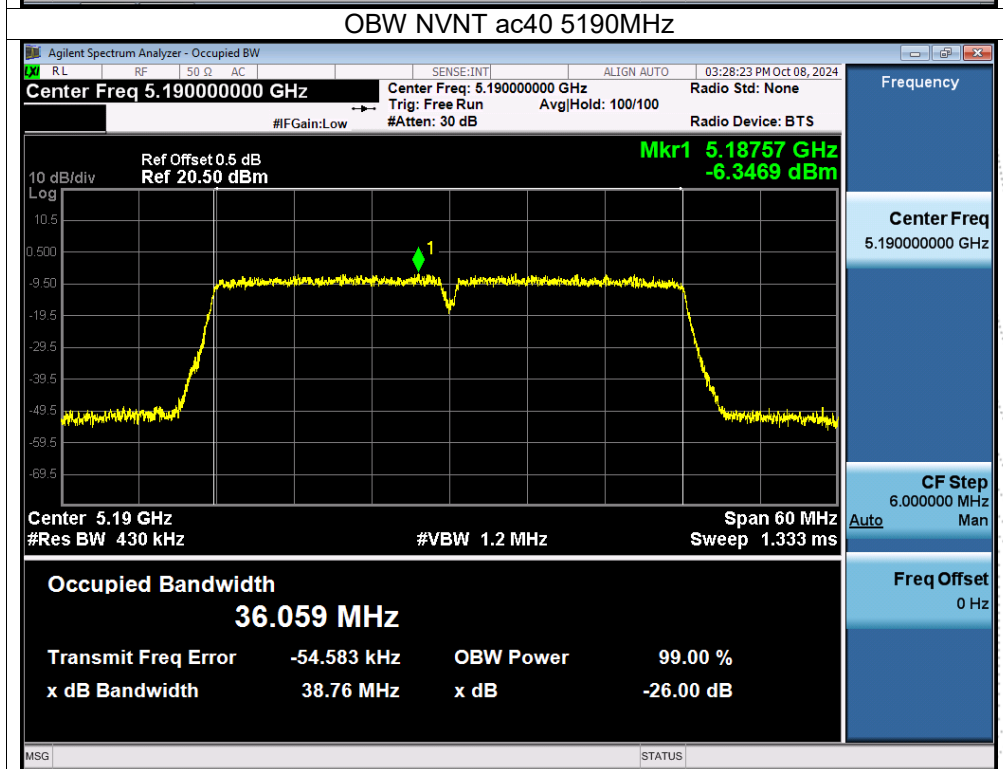 OBW NVNT ac40 5190MHz
Agilent Spectrum Analyzer - Occupied BW
LXI RL RF 50 Ω AC SENSE:INT ALIGN AUTO 03:28:23 PM Oct 08, 2024
Center Freq 5.190000000 GHz
Center Freq: 5.190000000 GHz
Radio Std: None
Trig: Free Run Avg|Hold: 100/100
#IFGain:Low #Atten: 30 dB
Radio Device: BTS
Ref Offset 0.5 dB
10 dB/div Ref 20.50 dBm
Mkr1 5.18757 GHz
-6.3469 dBm
Log
10.5
0.500
-9.50
-19.5
-29.5
-39.5
-49.5
-59.5
-69.5
1
Center 5.19 GHz Span 60 MHz
#Res BW 430 kHz #VBW 1.2 MHz Sweep 1.333 ms
Occupied Bandwidth
36.059 MHz
Transmit Freq Error -54.583 kHz OBW Power 99.00 %
x dB Bandwidth 38.76 MHz x dB -26.00 dB
MSG STATUS
Frequency
Center Freq
5.190000000 GHz
CF Step
6.000000 MHz
Auto Man
Freq Offset
0 Hz